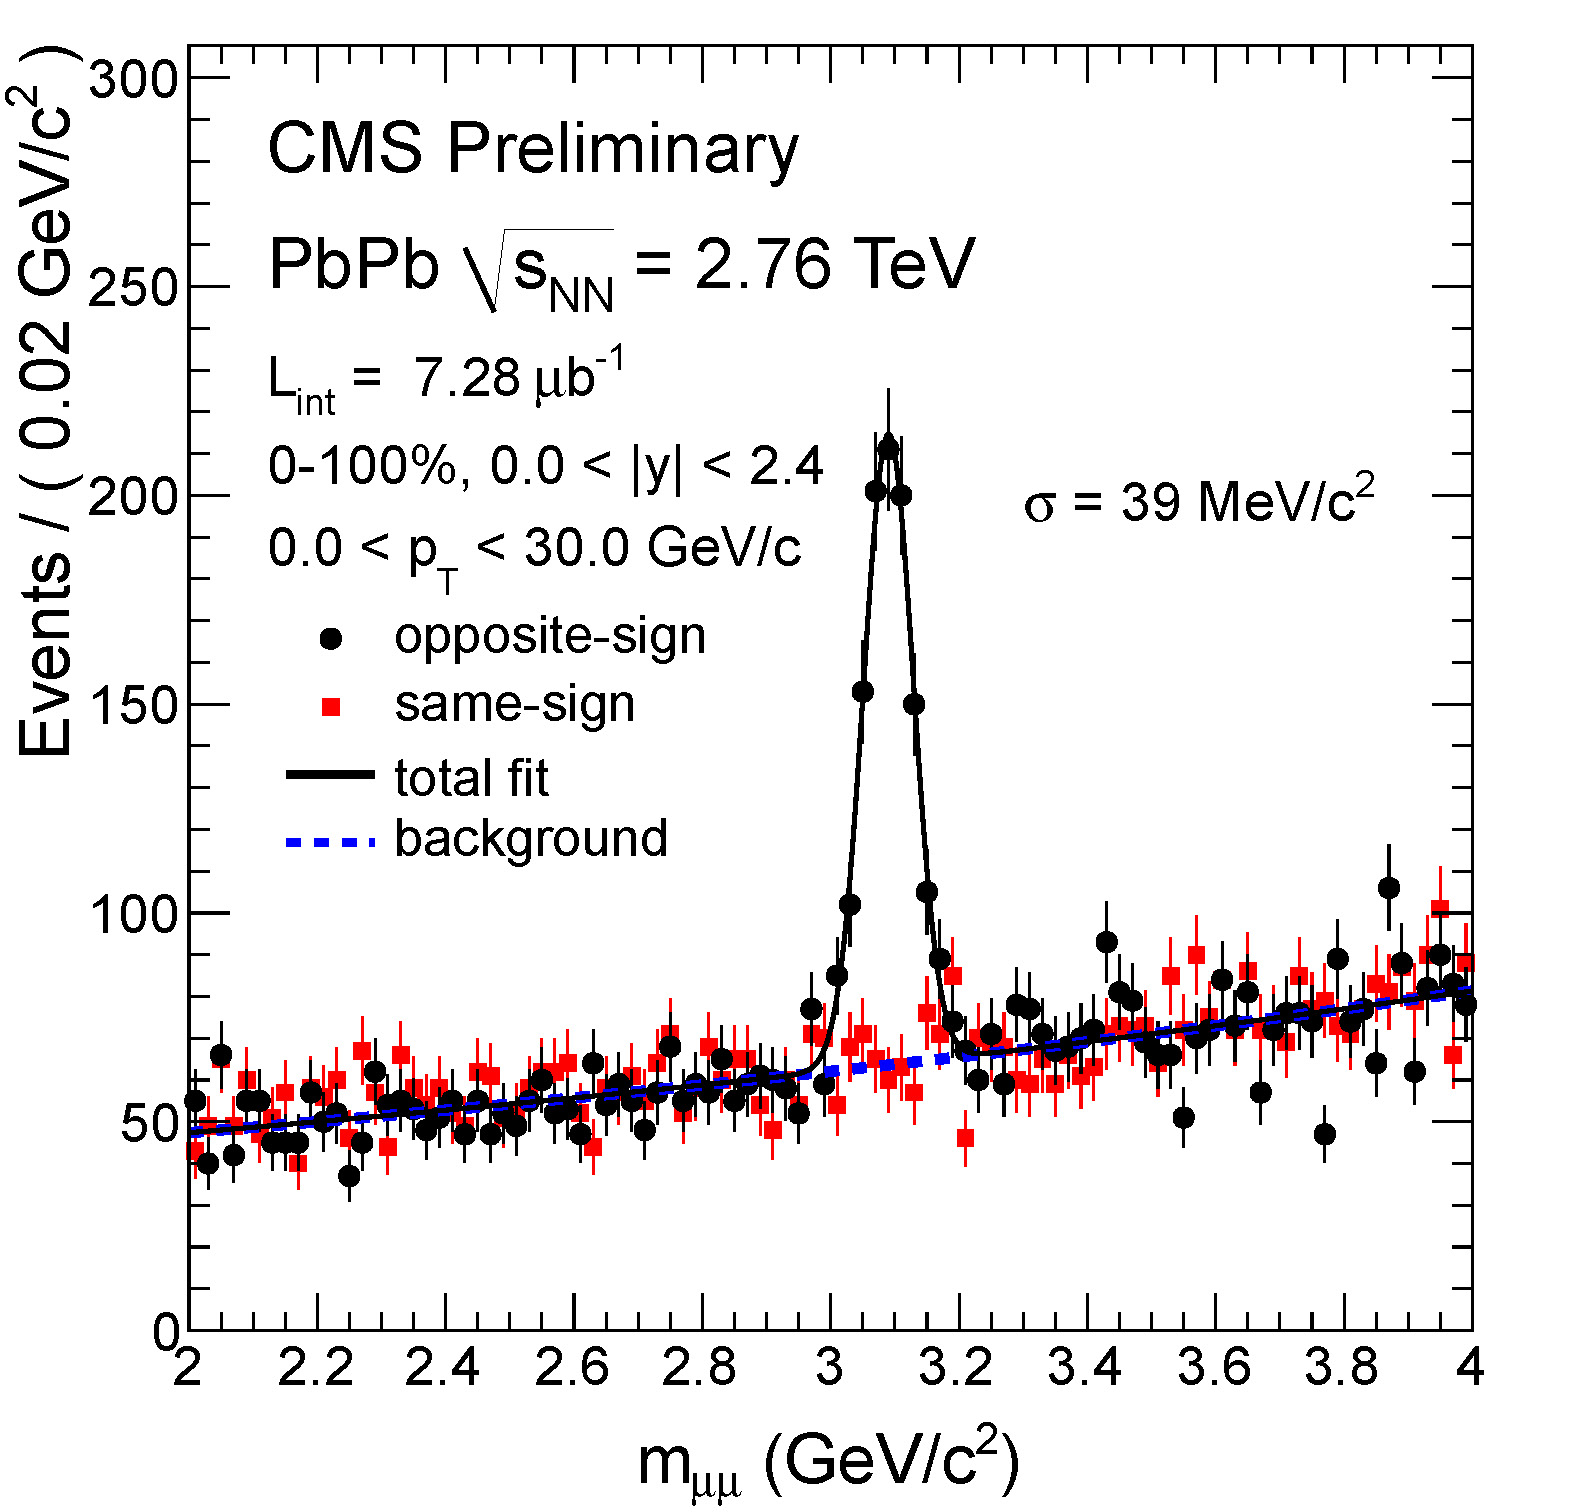 Events / ( 0.02 GeV/c² )
300
250
200
150
100
50
0
CMS Preliminary
PbPb √s_NN = 2.76 TeV
L_int = 7.28 μb⁻¹
0-100%, 0.0 < |y| < 2.4
0.0 < p_T < 30.0 GeV/c
σ = 39 MeV/c²
opposite-sign
same-sign
total fit
background
2 2.2 2.4 2.6 2.8 3 3.2 3.4 3.6 3.8 4
m_μμ (GeV/c²)